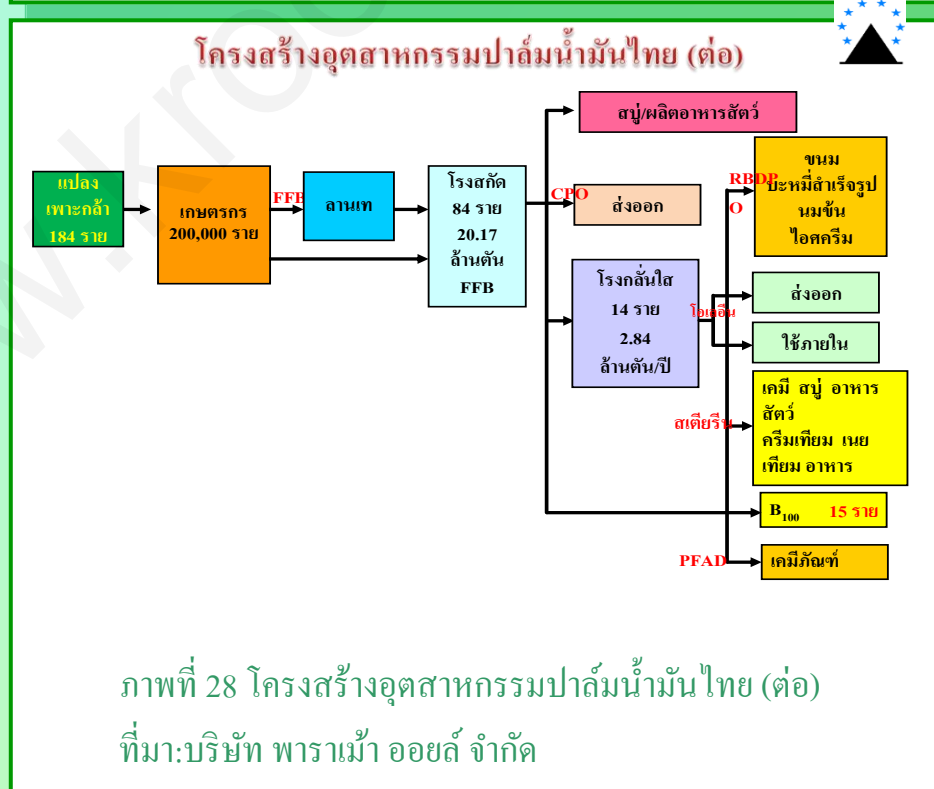 โครงสร้างอุตสาหกรรมปาล์มน้ำมันไทย (ต่อ)
แปลง
เพาะกล้า
184 ราย
เกษตรกร
200,000 ราย
FFB
ลานเท
โรงสกัด
84 ราย
20.17
ล้านตัน
FFB
CPO
สบู่/ผลิตอาหารสัตว์
ส่งออก
โรงกลั่นใส
14 ราย
2.84
ล้านตัน/ปี
RBDP
O
ขนม
บะหมี่สำเร็จรูป
นมข้น
ไอศครีม
โอเลอีน
ส่งออก
ใช้ภายใน
สเตียรีน
เคมี สบู่ อาหาร
สัตว์
ครีมเทียม เนย
เทียม อาหาร
B100 15 ราย
PFAD
เคมีภัณฑ์
ภาพที่ 28 โครงสร้างอุตสาหกรรมปาล์มน้ำมันไทย (ต่อ)
ที่มา:บริษัท พาราเม้า ออยล์ จำกัด